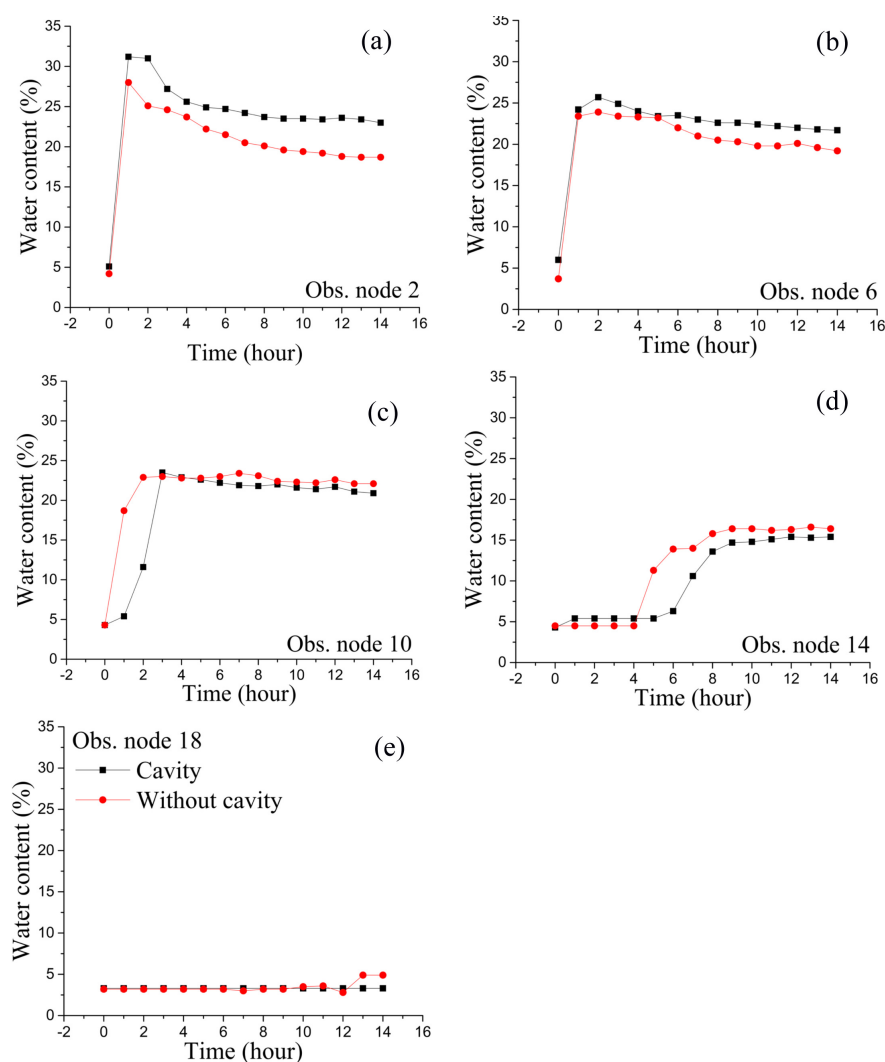 (a)
Water content (%)
35
30
25
20
15
10
5
0
Obs. node 2
-2 0 2 4 6 8 10 12 14 16
Time (hour)
(b)
Water content (%)
35
30
25
20
15
10
5
0
Obs. node 6
-2 0 2 4 6 8 10 12 14 16
Time (hour)
(c)
Water content (%)
35
30
25
20
15
10
5
0
Obs. node 10
-2 0 2 4 6 8 10 12 14 16
Time (hour)
(d)
Water content (%)
35
30
25
20
15
10
5
0
Obs. node 14
-2 0 2 4 6 8 10 12 14 16
Time (hour)
(e)
Obs. node 18
Cavity
Without cavity
Water content (%)
35
30
25
20
15
10
5
0
-2 0 2 4 6 8 10 12 14 16
Time (hour)